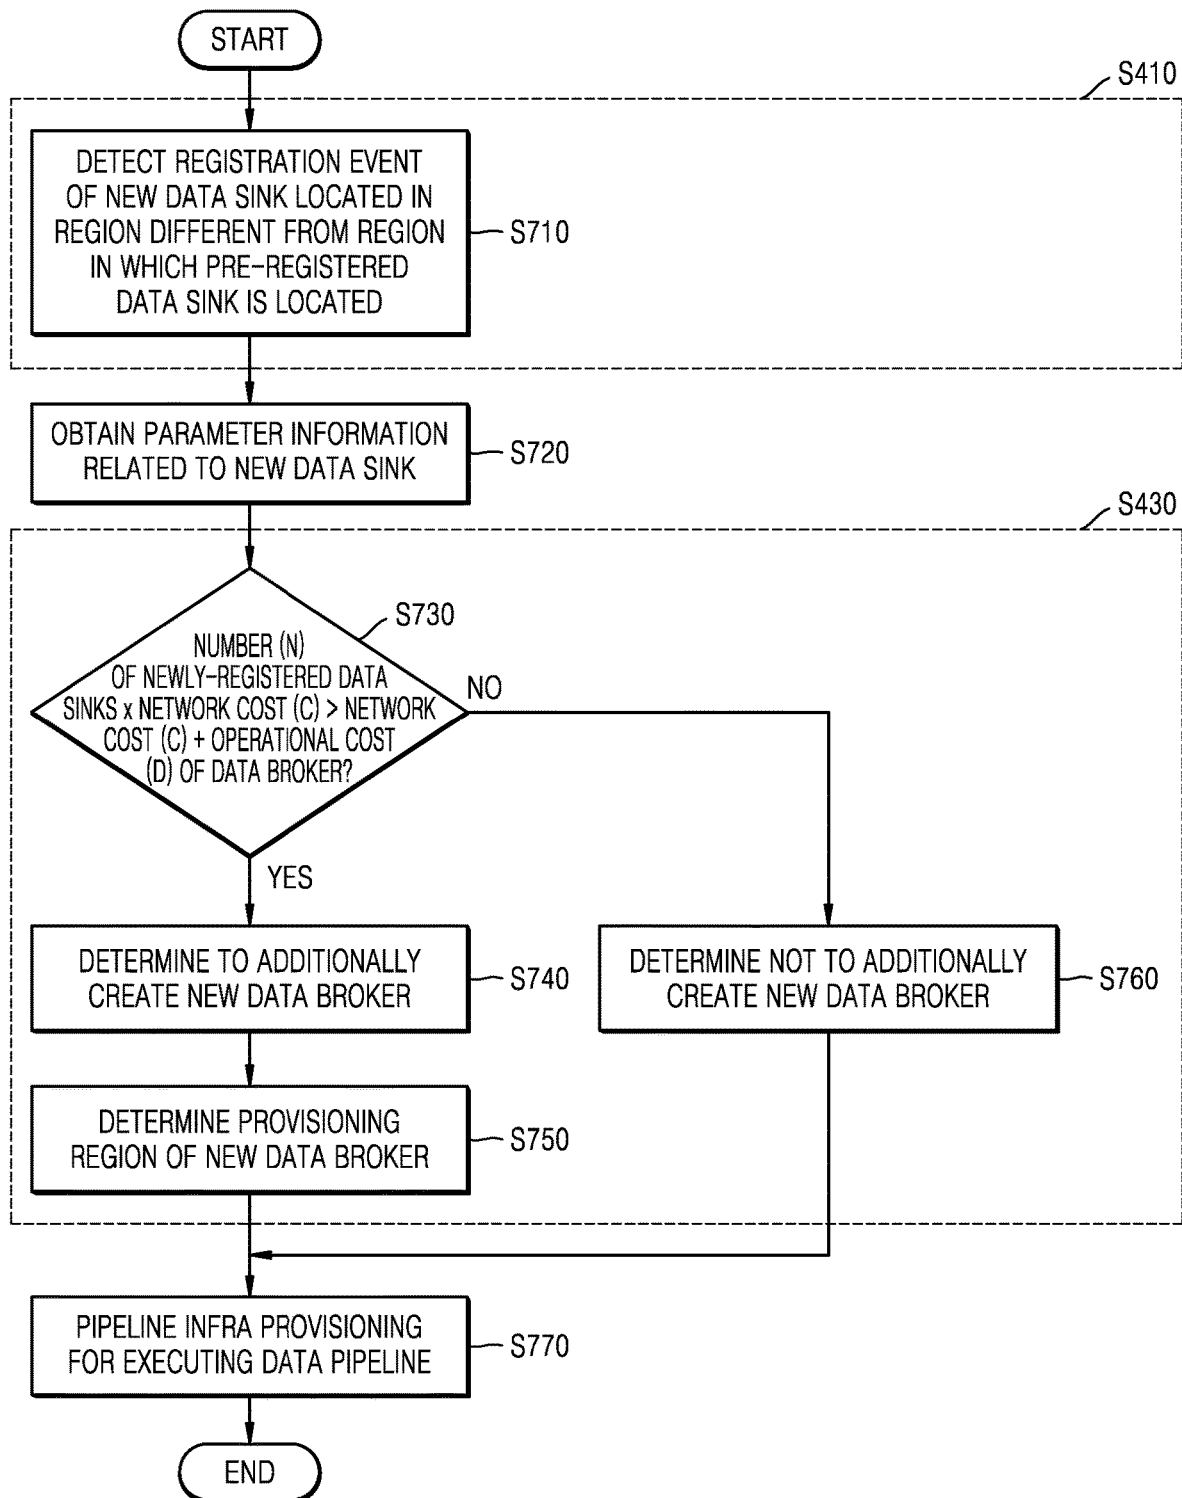 START
S410
DETECT REGISTRATION EVENT
OF NEW DATA SINK LOCATED IN
REGION DIFFERENT FROM REGION
IN WHICH PRE-REGISTERED
DATA SINK IS LOCATED
S710
OBTAIN PARAMETER INFORMATION
RELATED TO NEW DATA SINK
S720
S430
S730
NUMBER (N)
OF NEWLY-REGISTERED DATA
SINKS x NETWORK COST (C) > NETWORK
COST (C) + OPERATIONAL COST
(D) OF DATA BROKER?
NO
YES
DETERMINE TO ADDITIONALLY
CREATE NEW DATA BROKER
S740
DETERMINE NOT TO ADDITIONALLY
CREATE NEW DATA BROKER
S760
DETERMINE PROVISIONING
REGION OF NEW DATA BROKER
S750
PIPELINE INFRA PROVISIONING
FOR EXECUTING DATA PIPELINE
S770
END